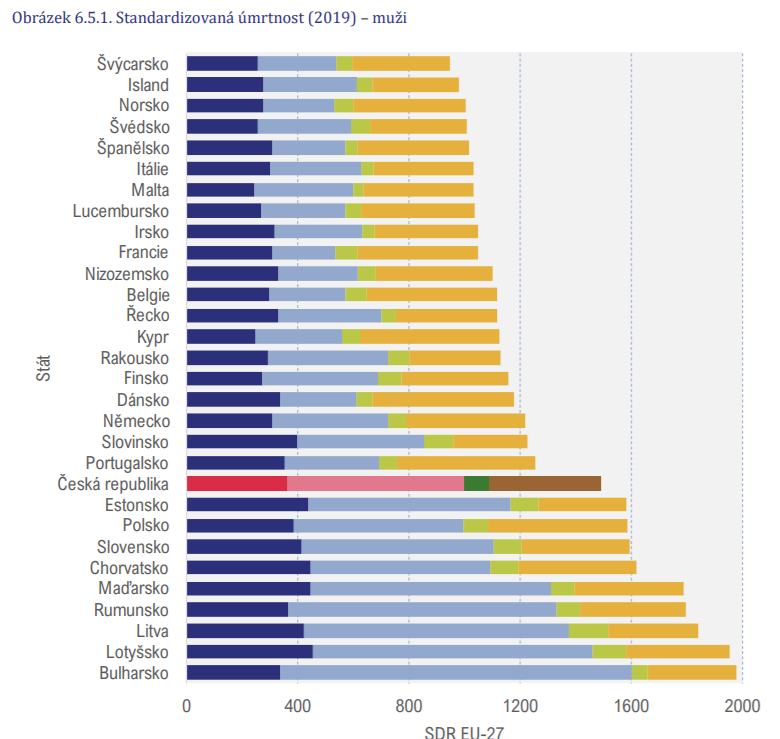 Obrázek 6.5.1. Standardizovaná úmrtnost (2019) – muži
Švýcarsko
Island
Norsko
Švédsko
Španělsko
Itálie
Malta
Lucembursko
Irsko
Francie
Nizozemsko
Belgie
Řecko
Kypr
Rakousko
Finsko
Dánsko
Německo
Slovinsko
Portugalsko
Česká republika
Estonsko
Polsko
Slovensko
Chorvatsko
Maďarsko
Rumunsko
Litva
Lotyšsko
Bulharsko
Stát
0 400 800 1200 1600 2000
SDR EU-27